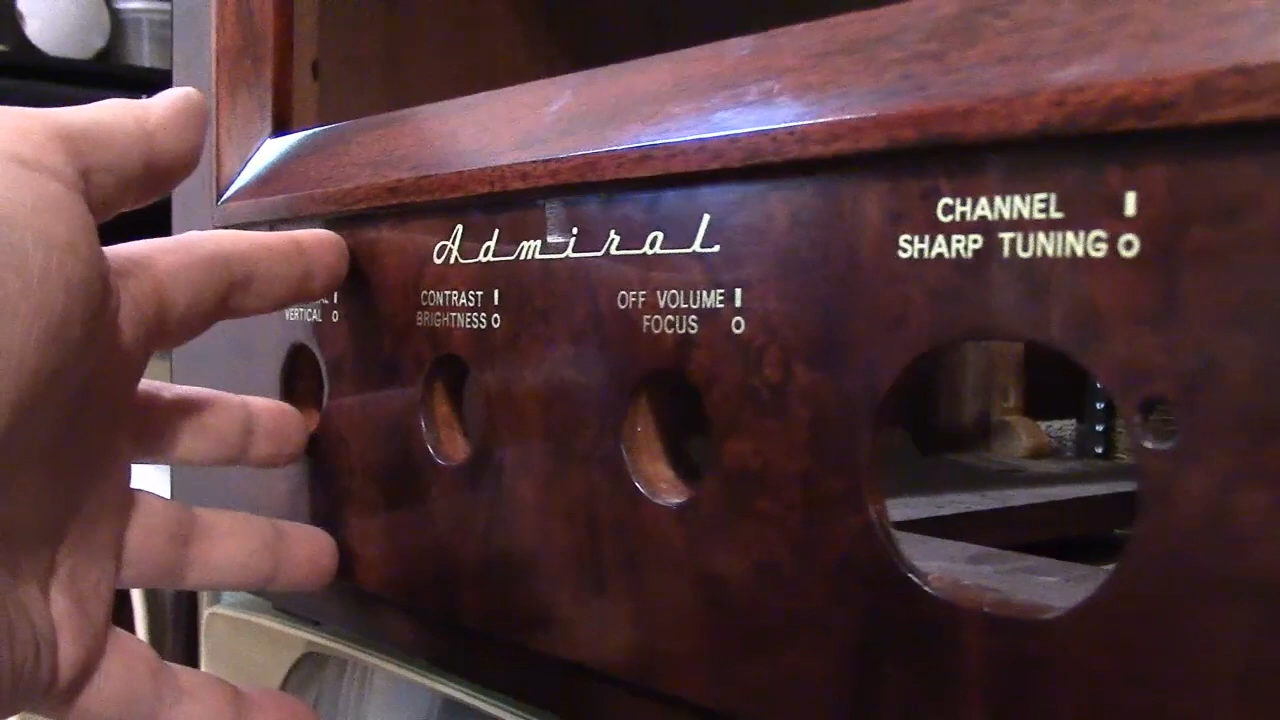 Admiral
VERTICAL
CONTRAST
BRIGHTNESS
OFF VOLUME
FOCUS
CHANNEL
SHARP TUNING